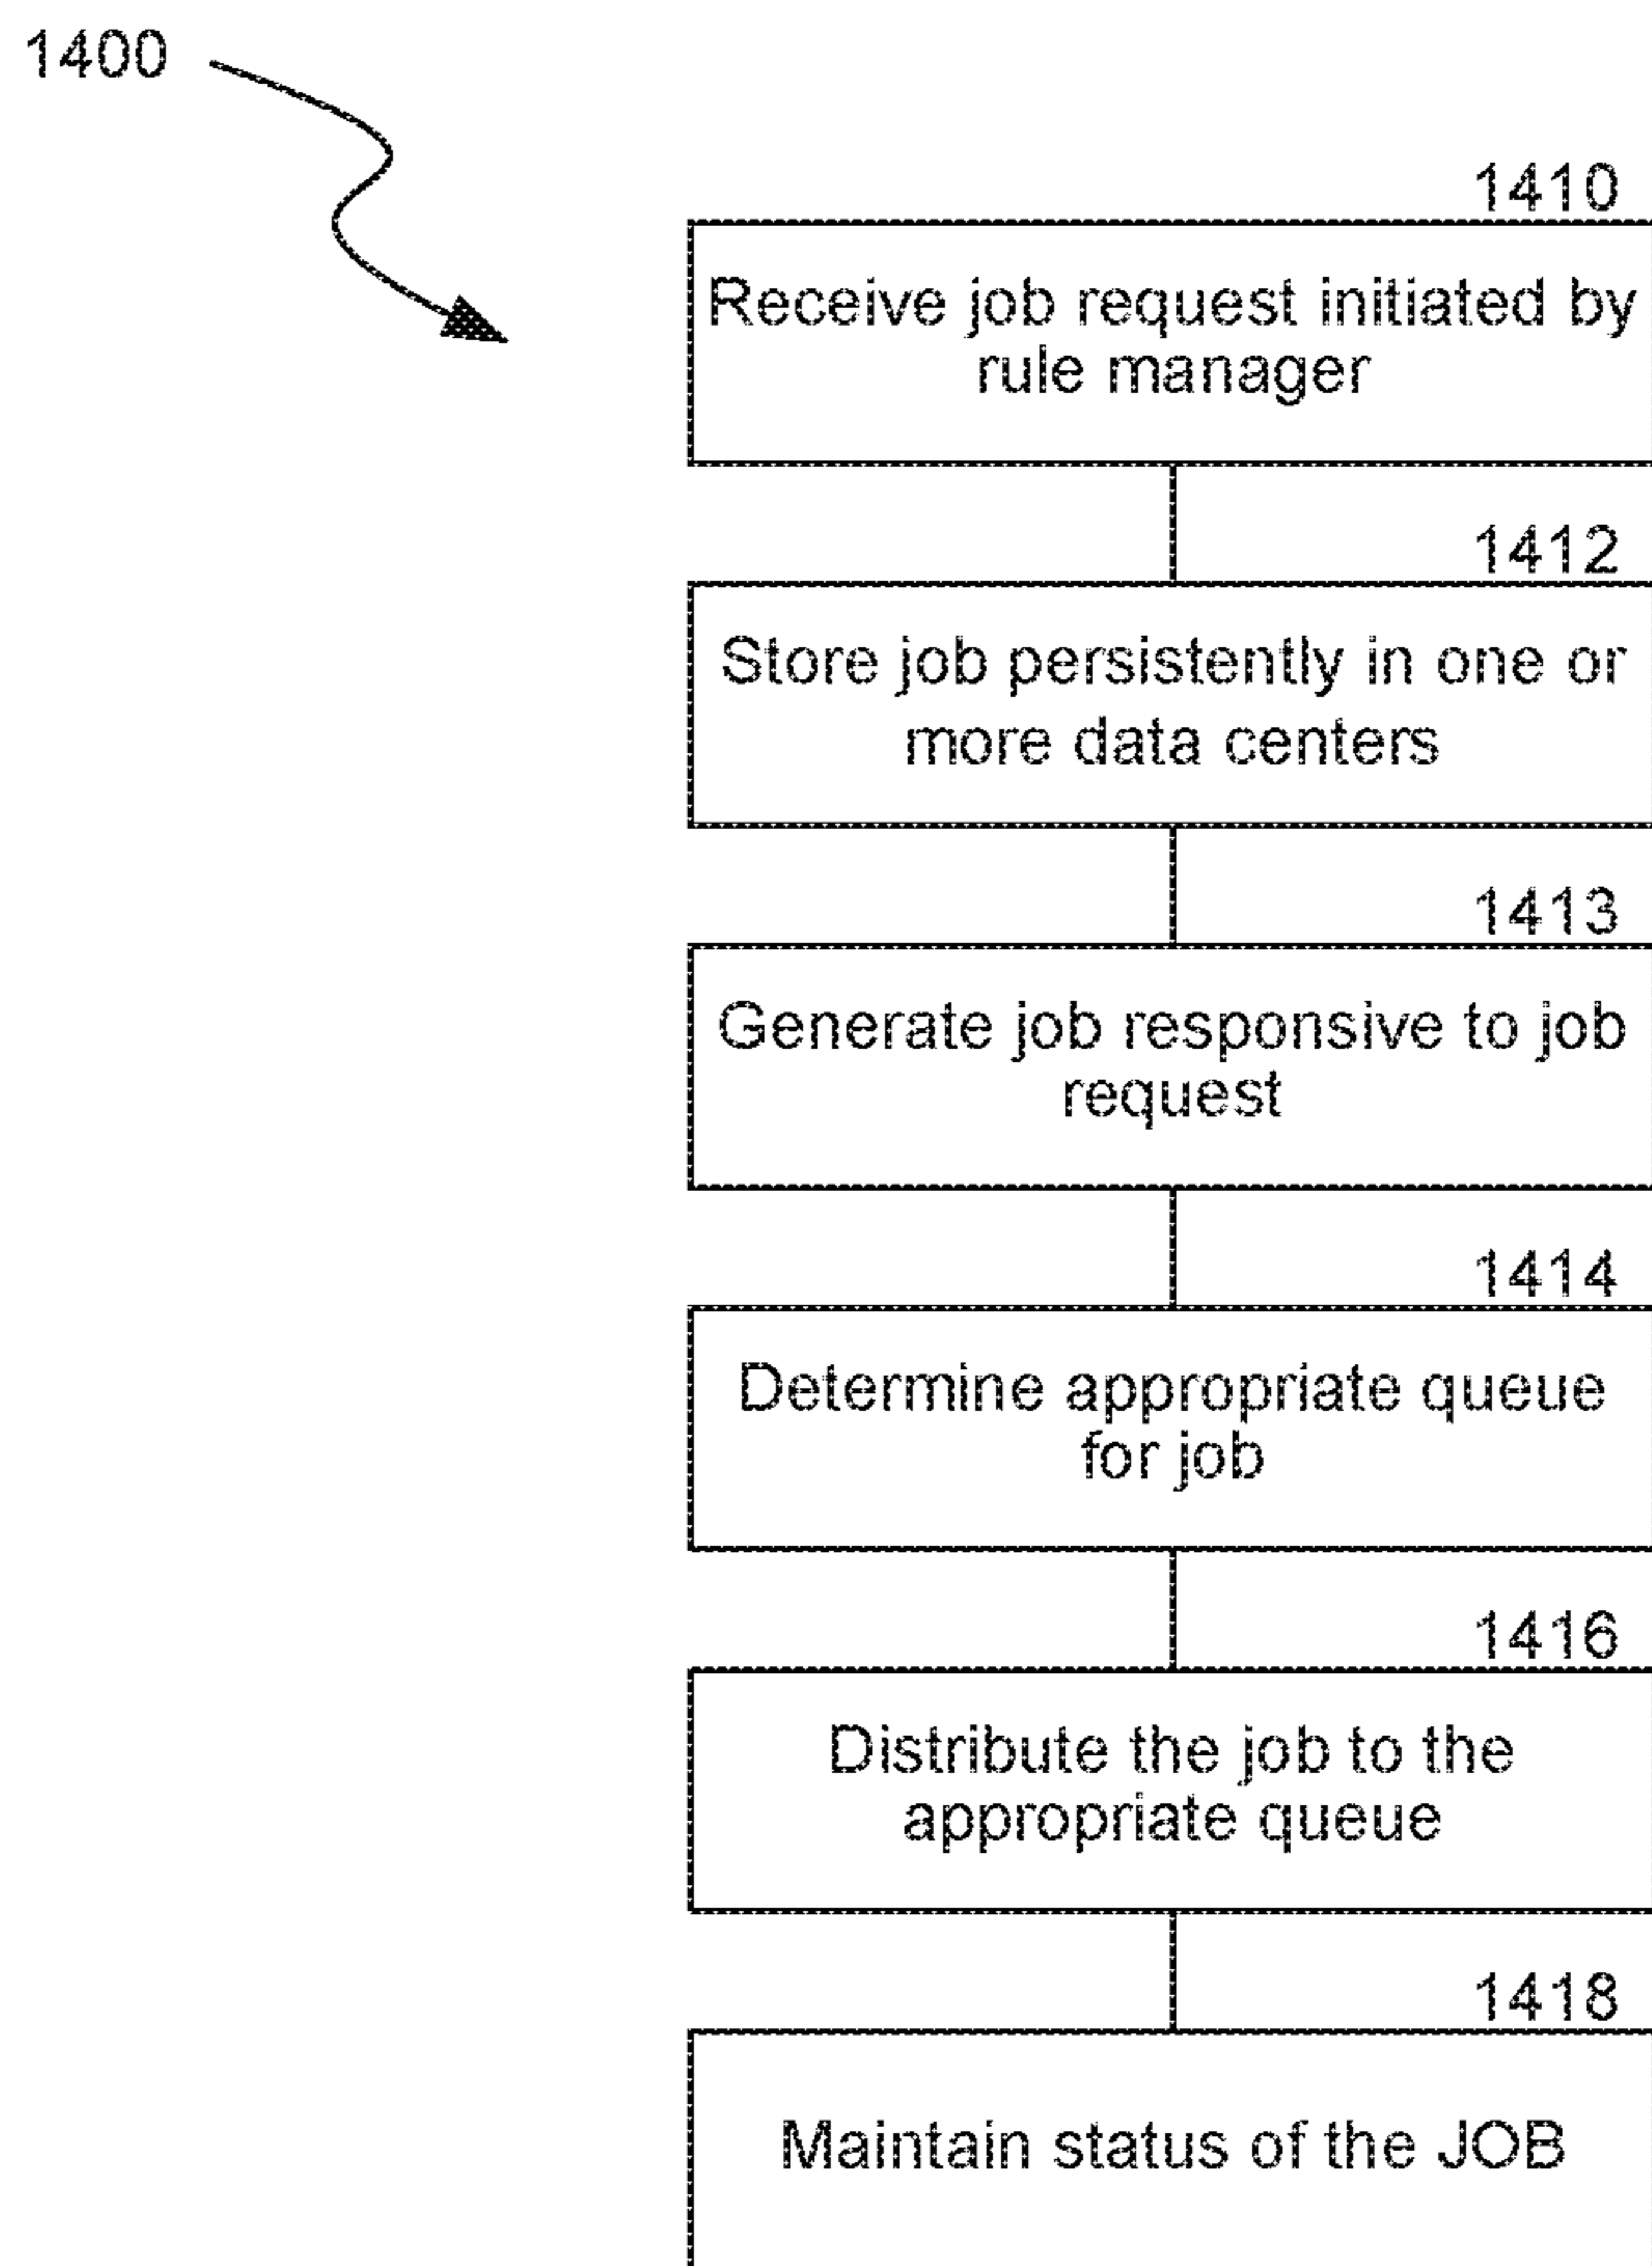 1400
1410
Receive job request initiated by
rule manager
1412
Store job persistently in one or
more data centers
1413
Generate job responsive to job
request
1414
Determine appropriate queue
for job
1416
Distribute the job to the
appropriate queue
1418
Maintain status of the JOB